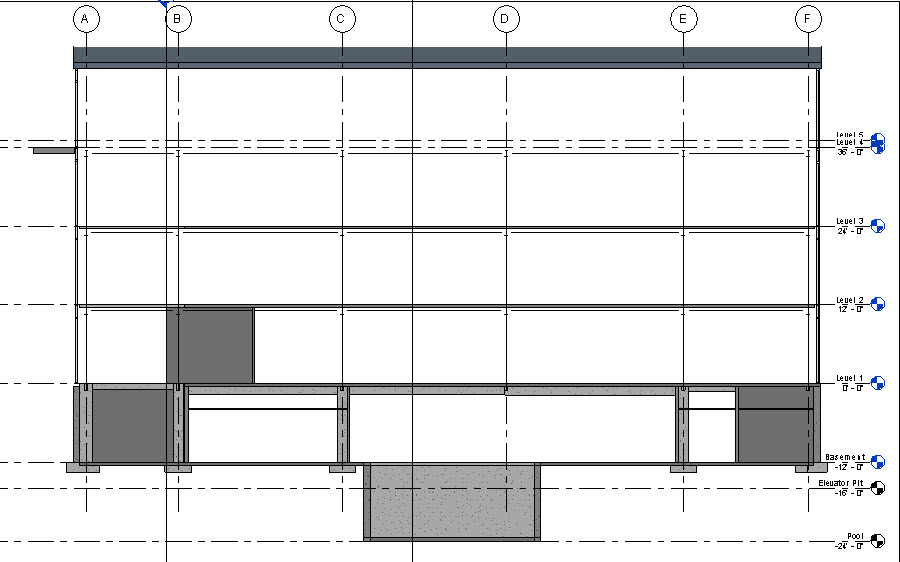 A B C D E F
Level 5
Level 4
36' - 0"
Level 3
24' - 0"
Level 2
12' - 0"
Level 1
0' - 0"
Basement
-12' - 0"
Elevator Pit
-16' - 0"
Pool
-24' - 0"